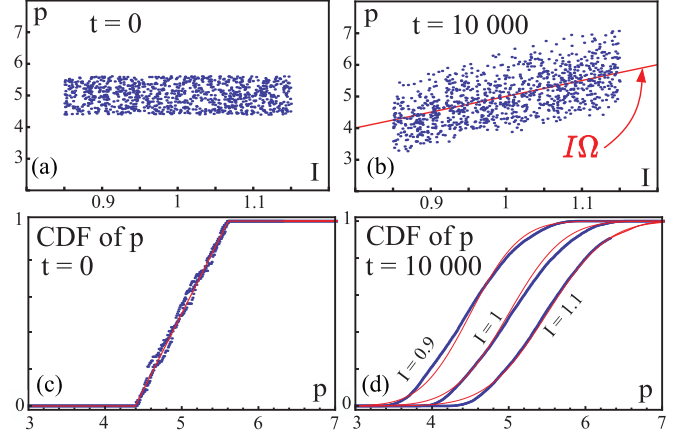 p
t = 0
7
6
5
4
3
(a)
0.9
1
1.1
I
p
t = 10 000
7
6
5
4
3
(b)
IΩ
0.9
1
1.1
I
1
CDF of p
t = 0
0
(c)
p
3
4
5
6
7
1
CDF of p
t = 10 000
I = 0.9
I = 1
I = 1.1
0
(d)
p
3
4
5
6
7